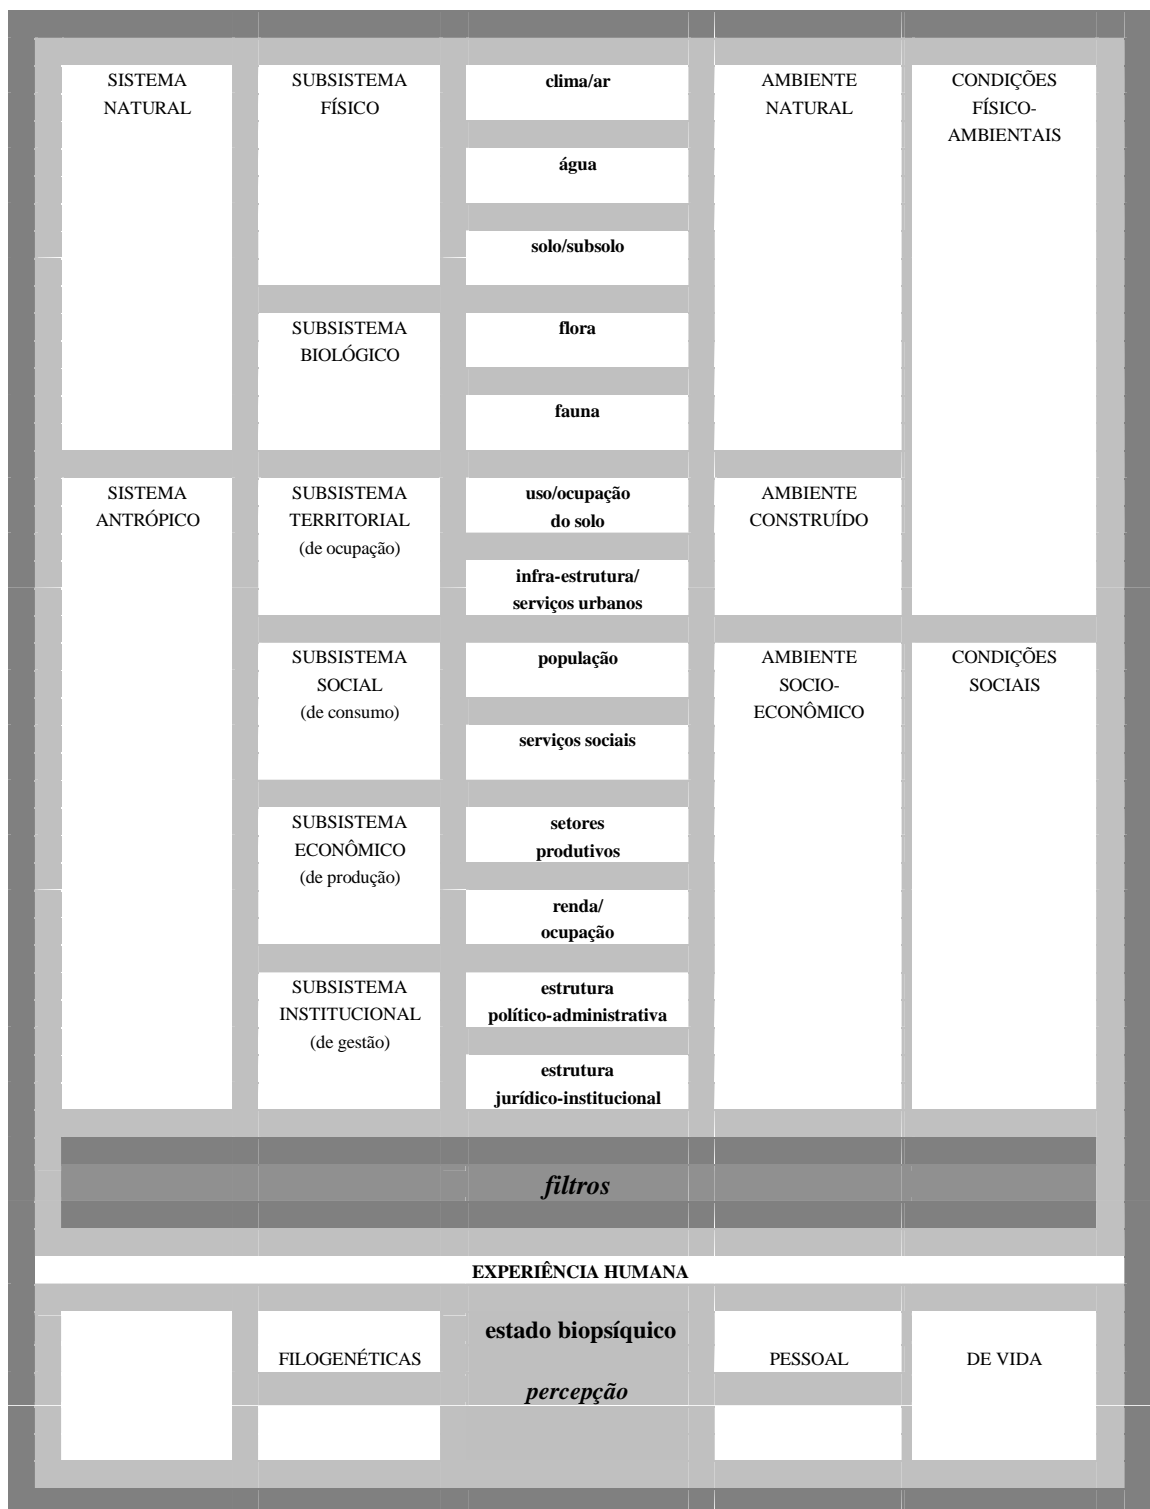 SISTEMA
NATURAL
SUBSISTEMA
FÍSICO
clima/ar
AMBIENTE
NATURAL
CONDIÇÕES
FÍSICO-
AMBIENTAIS
água
solo/subsolo
SUBSISTEMA
BIOLÓGICO
flora
fauna
SISTEMA
ANTRÓPICO
SUBSISTEMA
TERRITORIAL
(de ocupação)
uso/ocupação
do solo
AMBIENTE
CONSTRUÍDO
infra-estrutura/
serviços urbanos
SUBSISTEMA
SOCIAL
(de consumo)
população
AMBIENTE
SOCIO-
ECONÔMICO
CONDIÇÕES
SOCIAIS
serviços sociais
SUBSISTEMA
ECONÔMICO
(de produção)
setores
produtivos
renda/
ocupação
SUBSISTEMA
INSTITUCIONAL
(de gestão)
estrutura
político-administrativa
estrutura
jurídico-institucional
filtros
EXPERIÊNCIA HUMANA
estado biopsíquico
FILOGENÉTICAS
PESSOAL
DE VIDA
percepção